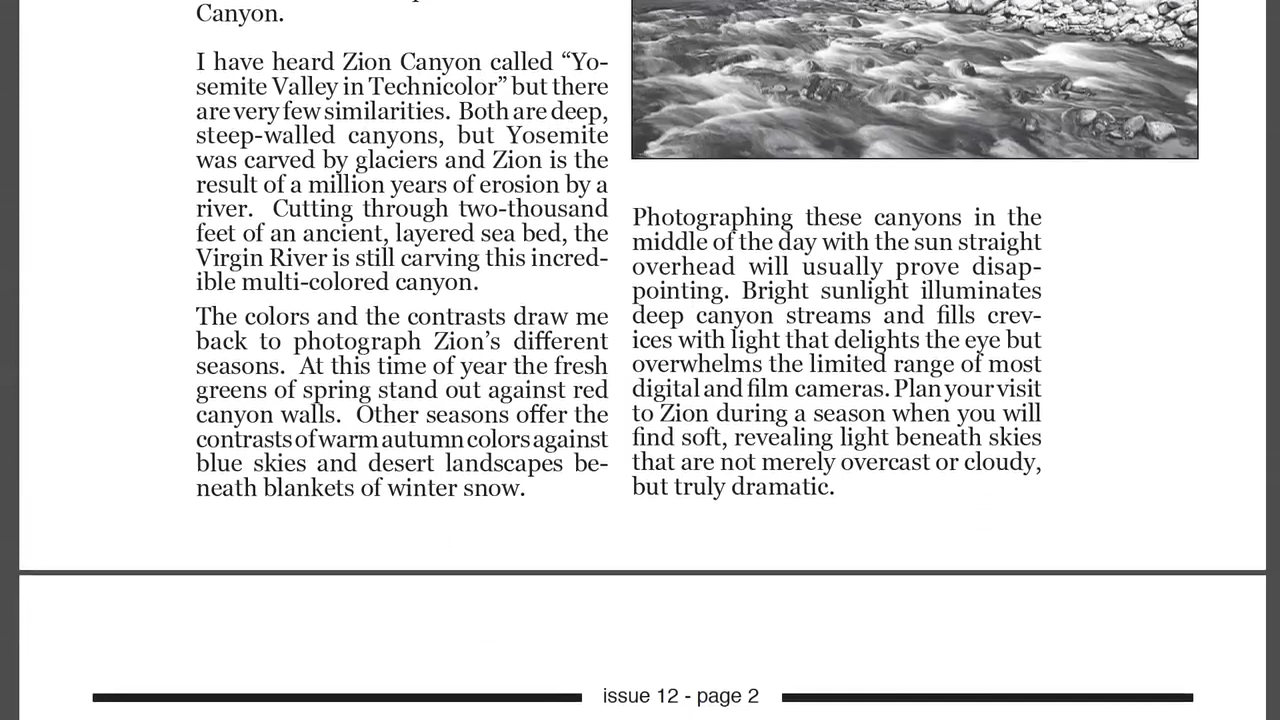 Canyon.
I have heard Zion Canyon called “Yo-
semite Valley in Technicolor” but there
are very few similarities. Both are deep,
steep-walled canyons, but Yosemite
was carved by glaciers and Zion is the
result of a million years of erosion by a
river. Cutting through two-thousand
feet of an ancient, layered sea bed, the
Virgin River is still carving this incred-
ible multi-colored canyon.
The colors and the contrasts draw me
back to photograph Zion’s different
seasons. At this time of year the fresh
greens of spring stand out against red
canyon walls. Other seasons offer the
contrasts of warm autumn colors against
blue skies and desert landscapes be-
neath blankets of winter snow.
Photographing these canyons in the
middle of the day with the sun straight
overhead will usually prove disap-
pointing. Bright sunlight illuminates
deep canyon streams and fills crev-
ices with light that delights the eye but
overwhelms the limited range of most
digital and film cameras. Plan your visit
to Zion during a season when you will
find soft, revealing light beneath skies
that are not merely overcast or cloudy,
but truly dramatic.
issue 12 - page 2